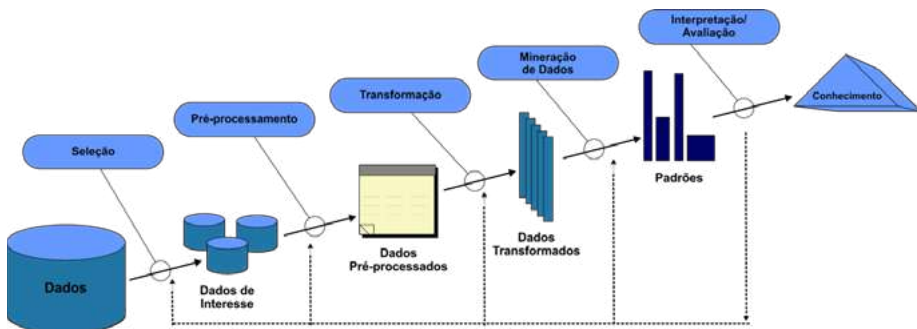 Interpretação/
Avaliação
Mineração
de Dados
Transformação
Conhecimento
Pré-processamento
Seleção
Padrões
Dados
Pré-processados
Dados
Transformados
Dados
Dados de
Interesse